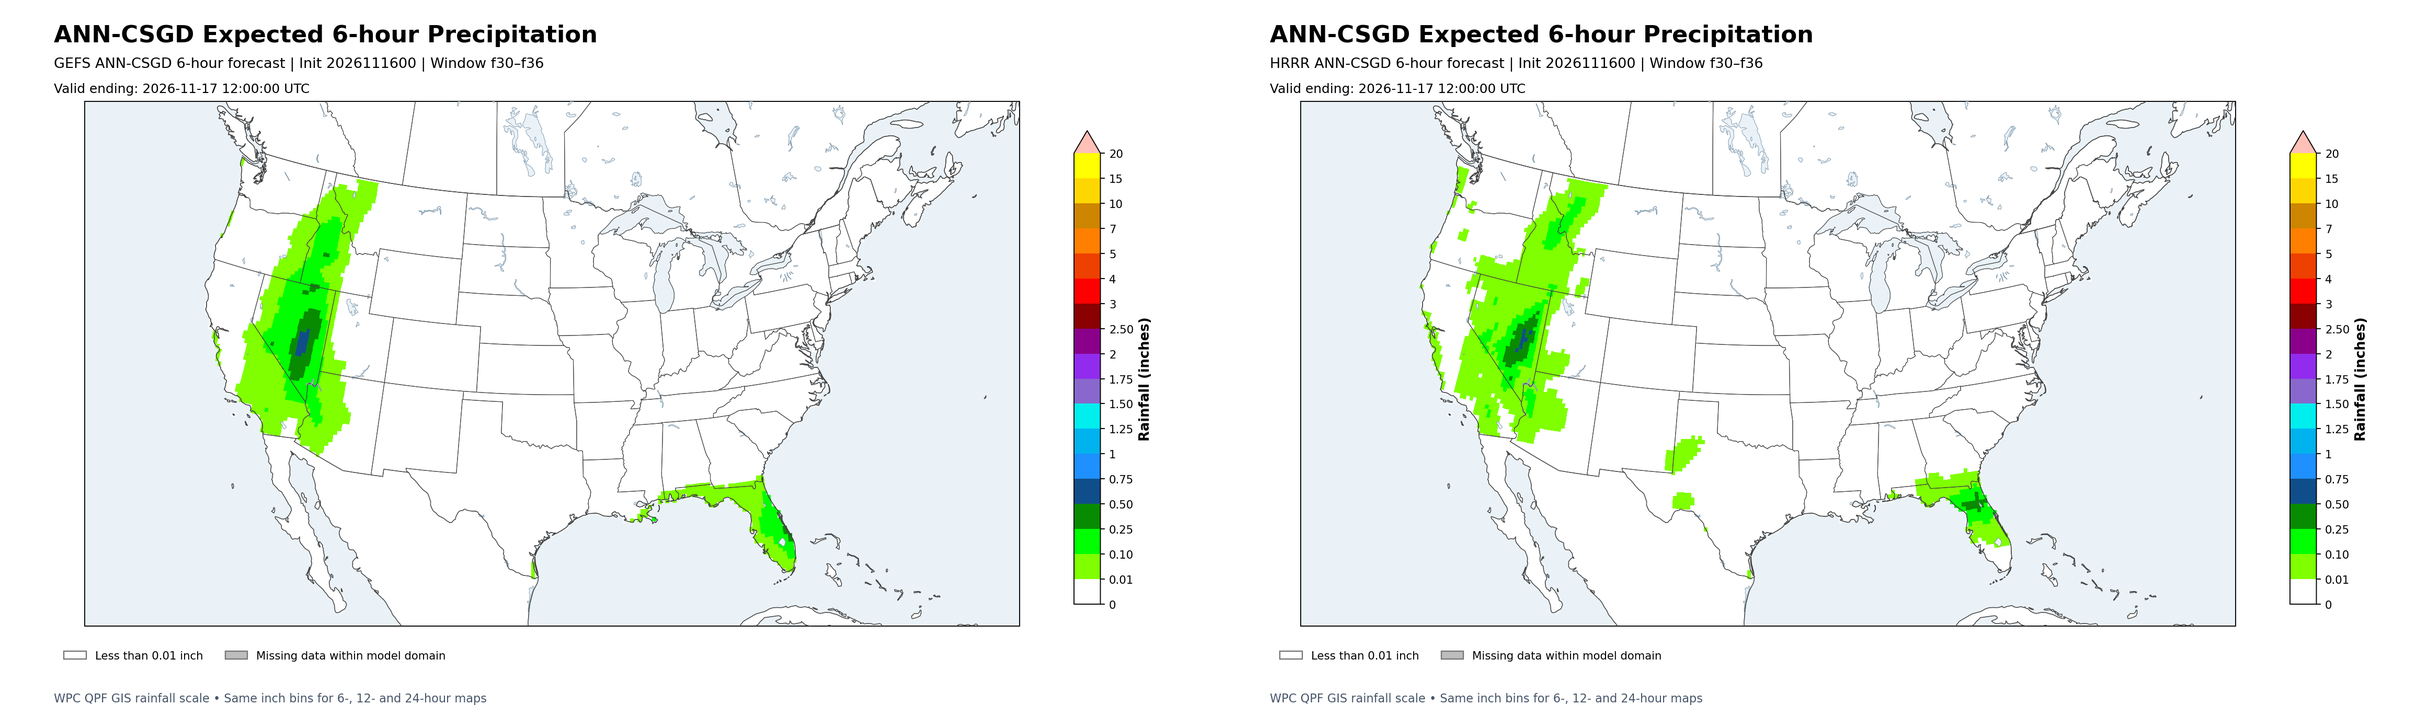 ANN-CSGD Expected 6-hour Precipitation
GEFS ANN-CSGD 6-hour forecast | Init 2026111600 | Window f30–f36
Valid ending: 2026-11-17 12:00:00 UTC
20
15
10
7
5
4
3
2.50
2
1.75
1.50
1.25
1
0.75
0.50
0.25
0.10
0.01
0
Rainfall (inches)
Less than 0.01 inch
Missing data within model domain
WPC QPF GIS rainfall scale • Same inch bins for 6-, 12- and 24-hour maps
ANN-CSGD Expected 6-hour Precipitation
HRRR ANN-CSGD 6-hour forecast | Init 2026111600 | Window f30–f36
Valid ending: 2026-11-17 12:00:00 UTC
20
15
10
7
5
4
3
2.50
2
1.75
1.50
1.25
1
0.75
0.50
0.25
0.10
0.01
0
Rainfall (inches)
Less than 0.01 inch
Missing data within model domain
WPC QPF GIS rainfall scale • Same inch bins for 6-, 12- and 24-hour maps